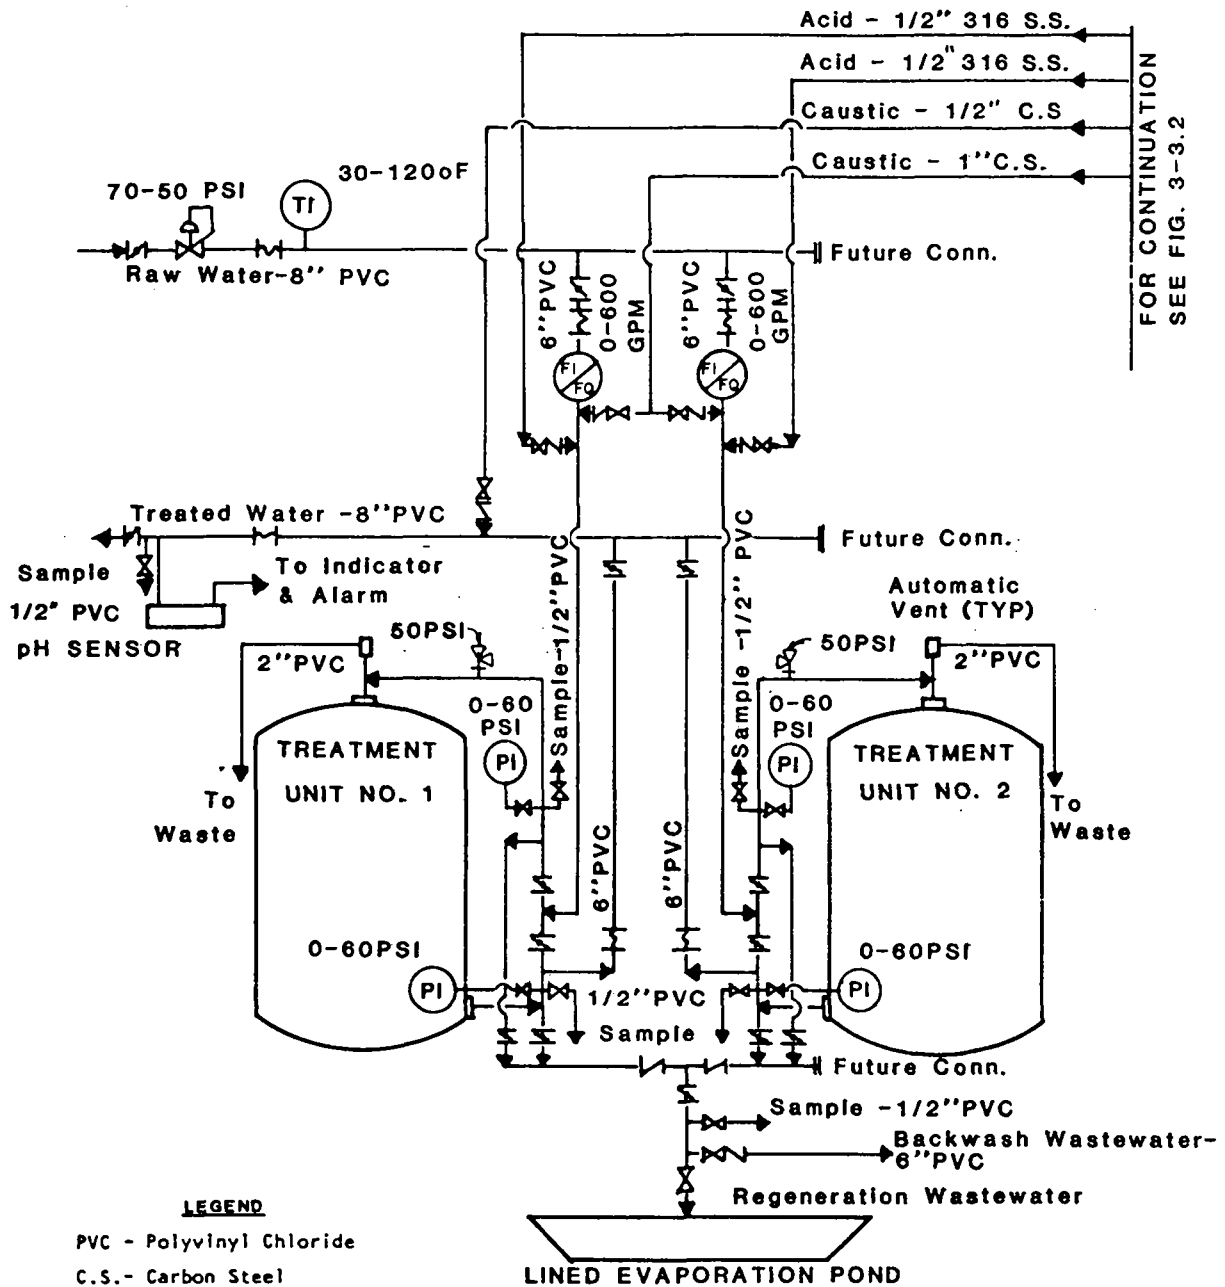 Acid - 1/2" 316 S.S.
Acid - 1/2" 316 S.S.
Caustic - 1/2" C.S
Caustic - 1" C.S.
FOR CONTINUATION
SEE FIG. 3-3.2
30-120oF
70-50 PSI
TI
Raw Water-8" PVC
Future Conn.
6" PVC
0-600
GPM
6" PVC
0-600
GPM
FI
FQ
FI
FQ
Treated Water -8" PVC
Future Conn.
Sample
1/2" PVC
pH SENSOR
To Indicator
& Alarm
Sample-1/2" PVC
Sample -1/2" PVC
Automatic
Vent (TYP)
50PSI
50PSI
2" PVC
2" PVC
0-60
PSI
PI
0-60
PSI
PI
TREATMENT
UNIT NO. 1
TREATMENT
UNIT NO. 2
To
Waste
To
Waste
6" PVC
6" PVC
0-60PSI
PI
0-60PSI
PI
1/2" PVC
Sample
Future Conn.
Sample -1/2" PVC
Backwash Wastewater-
6" PVC
Regeneration Wastewater
LINED EVAPORATION POND
LEGEND
PVC - Polyvinyl Chloride
C.S.- Carbon Steel